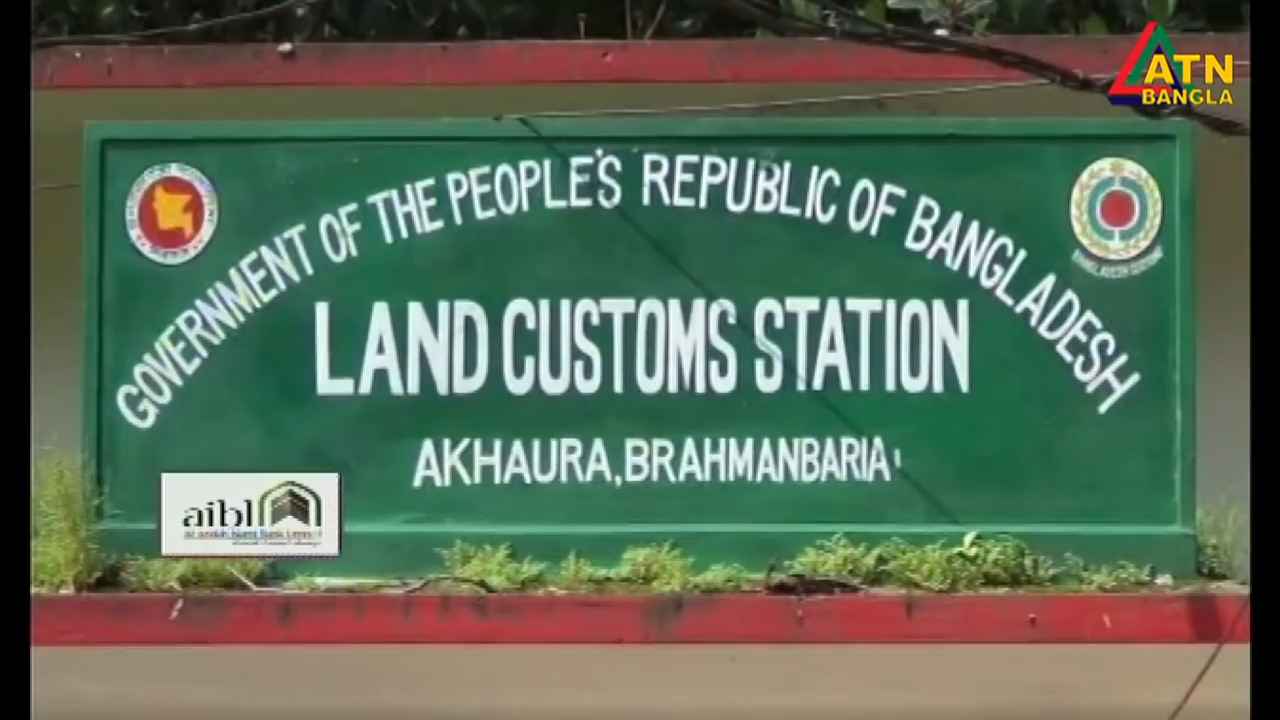 ATN
BANGLA
GOVERNMENT OF THE PEOPLE'S REPUBLIC OF BANGLADESH
LAND CUSTOMS STATION
AKHAURA, BRAHMANBARIA
aibl